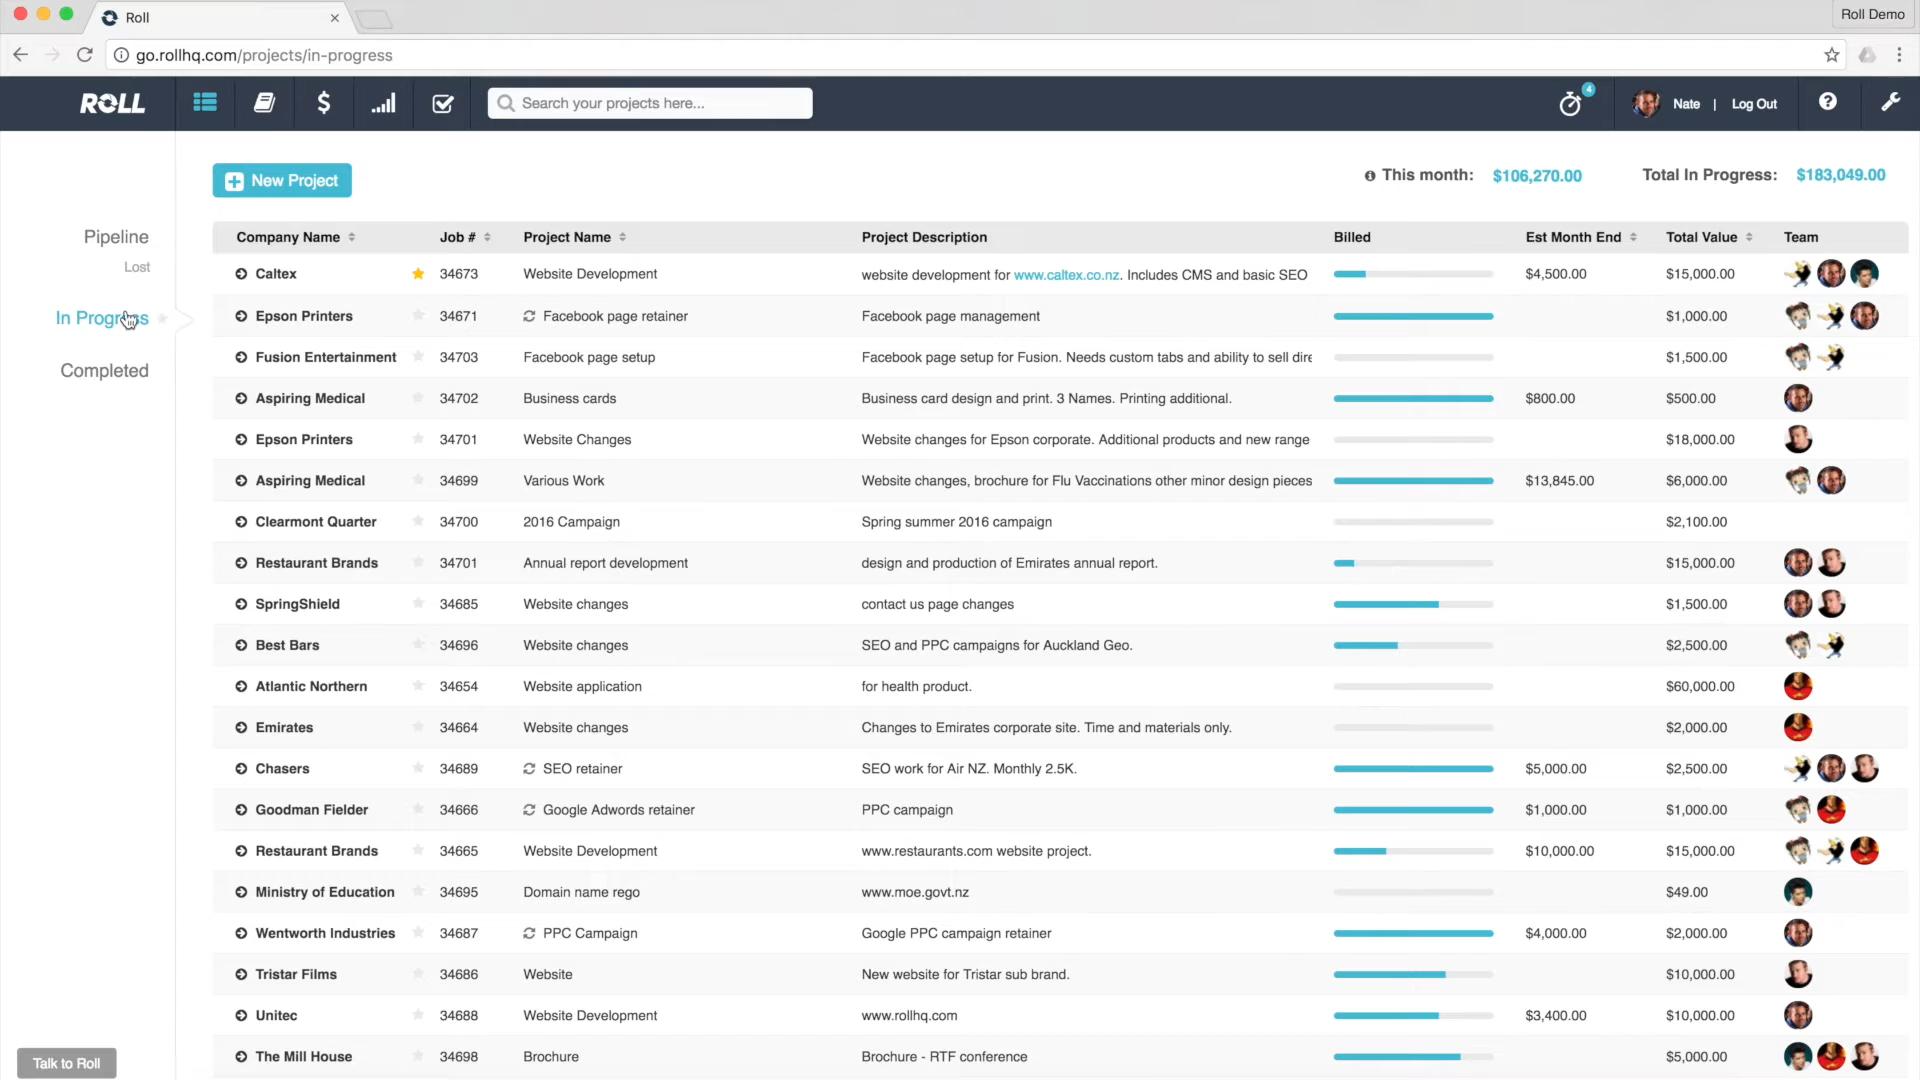 Roll
Roll Demo
go.rollhq.com/projects/in-progress
ROLL
Search your projects here...
4
Nate | Log Out
New Project
This month: $106,270.00 Total In Progress: $183,049.00
Pipeline
Lost
In Progress
Completed
Company Name Job # Project Name Project Description Billed Est Month End Total Value Team
Caltex 34673 Website Development website development for www.caltex.co.nz. Includes CMS and basic SEO $4,500.00 $15,000.00
Epson Printers 34671 Facebook page retainer Facebook page management $1,000.00
Fusion Entertainment 34703 Facebook page setup Facebook page setup for Fusion. Needs custom tabs and ability to sell dire
Aspiring Medical 34702 Business cards Business card design and print. 3 Names. Printing additional. $800.00 $500.00
Epson Printers 34701 Website Changes Website changes for Epson corporate. Additional products and new range $18,000.00
Aspiring Medical 34699 Various Work Website changes, brochure for Flu Vaccinations other minor design pieces $13,845.00 $6,000.00
Clearmont Quarter 34700 2016 Campaign Spring summer 2016 campaign $2,100.00
Restaurant Brands 34701 Annual report development design and production of Emirates annual report. $15,000.00
SpringShield 34685 Website changes contact us page changes $1,500.00
Best Bars 34696 Website changes SEO and PPC campaigns for Auckland Geo. $2,500.00
Atlantic Northern 34654 Website application for health product. $60,000.00
Emirates 34664 Website changes Changes to Emirates corporate site. Time and materials only. $2,000.00
Chasers 34689 SEO retainer SEO work for Air NZ. Monthly 2.5K. $5,000.00 $2,500.00
Goodman Fielder 34666 Google Adwords retainer PPC campaign $1,000.00 $1,000.00
Restaurant Brands 34665 Website Development www.restaurants.com website project. $10,000.00 $15,000.00
Ministry of Education 34695 Domain name rego www.moe.govt.nz $49.00
Wentworth Industries 34687 PPC Campaign Google PPC campaign retainer $4,000.00 $2,000.00
Tristar Films 34686 Website New website for Tristar sub brand. $10,000.00
Unitec 34688 Website Development www.rollhq.com $3,400.00 $10,000.00
The Mill House 34698 Brochure Brochure - RTF conference $5,000.00
Talk to Roll